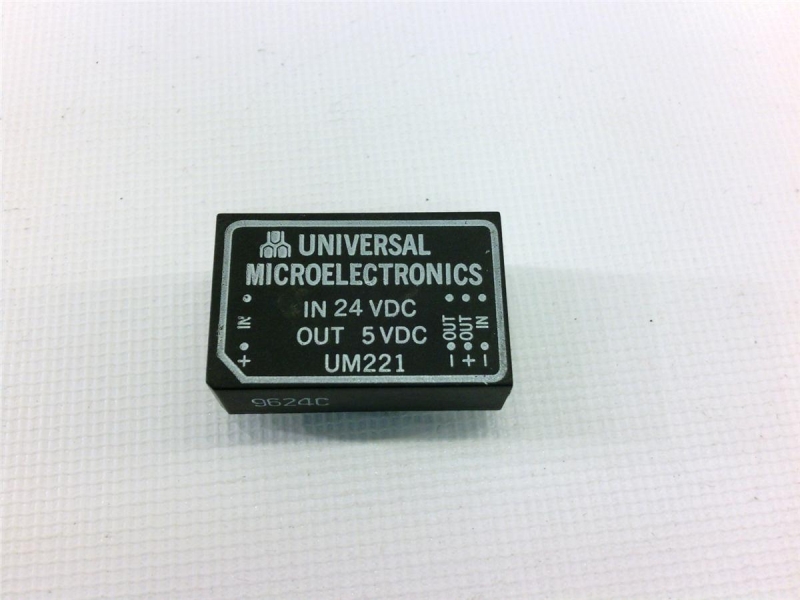 UNIVERSAL
MICROELECTRONICS
IN 24 VDC
OUT 5 VDC
UM221
IN
+
OUT
OUT
IN
− + −
9624C